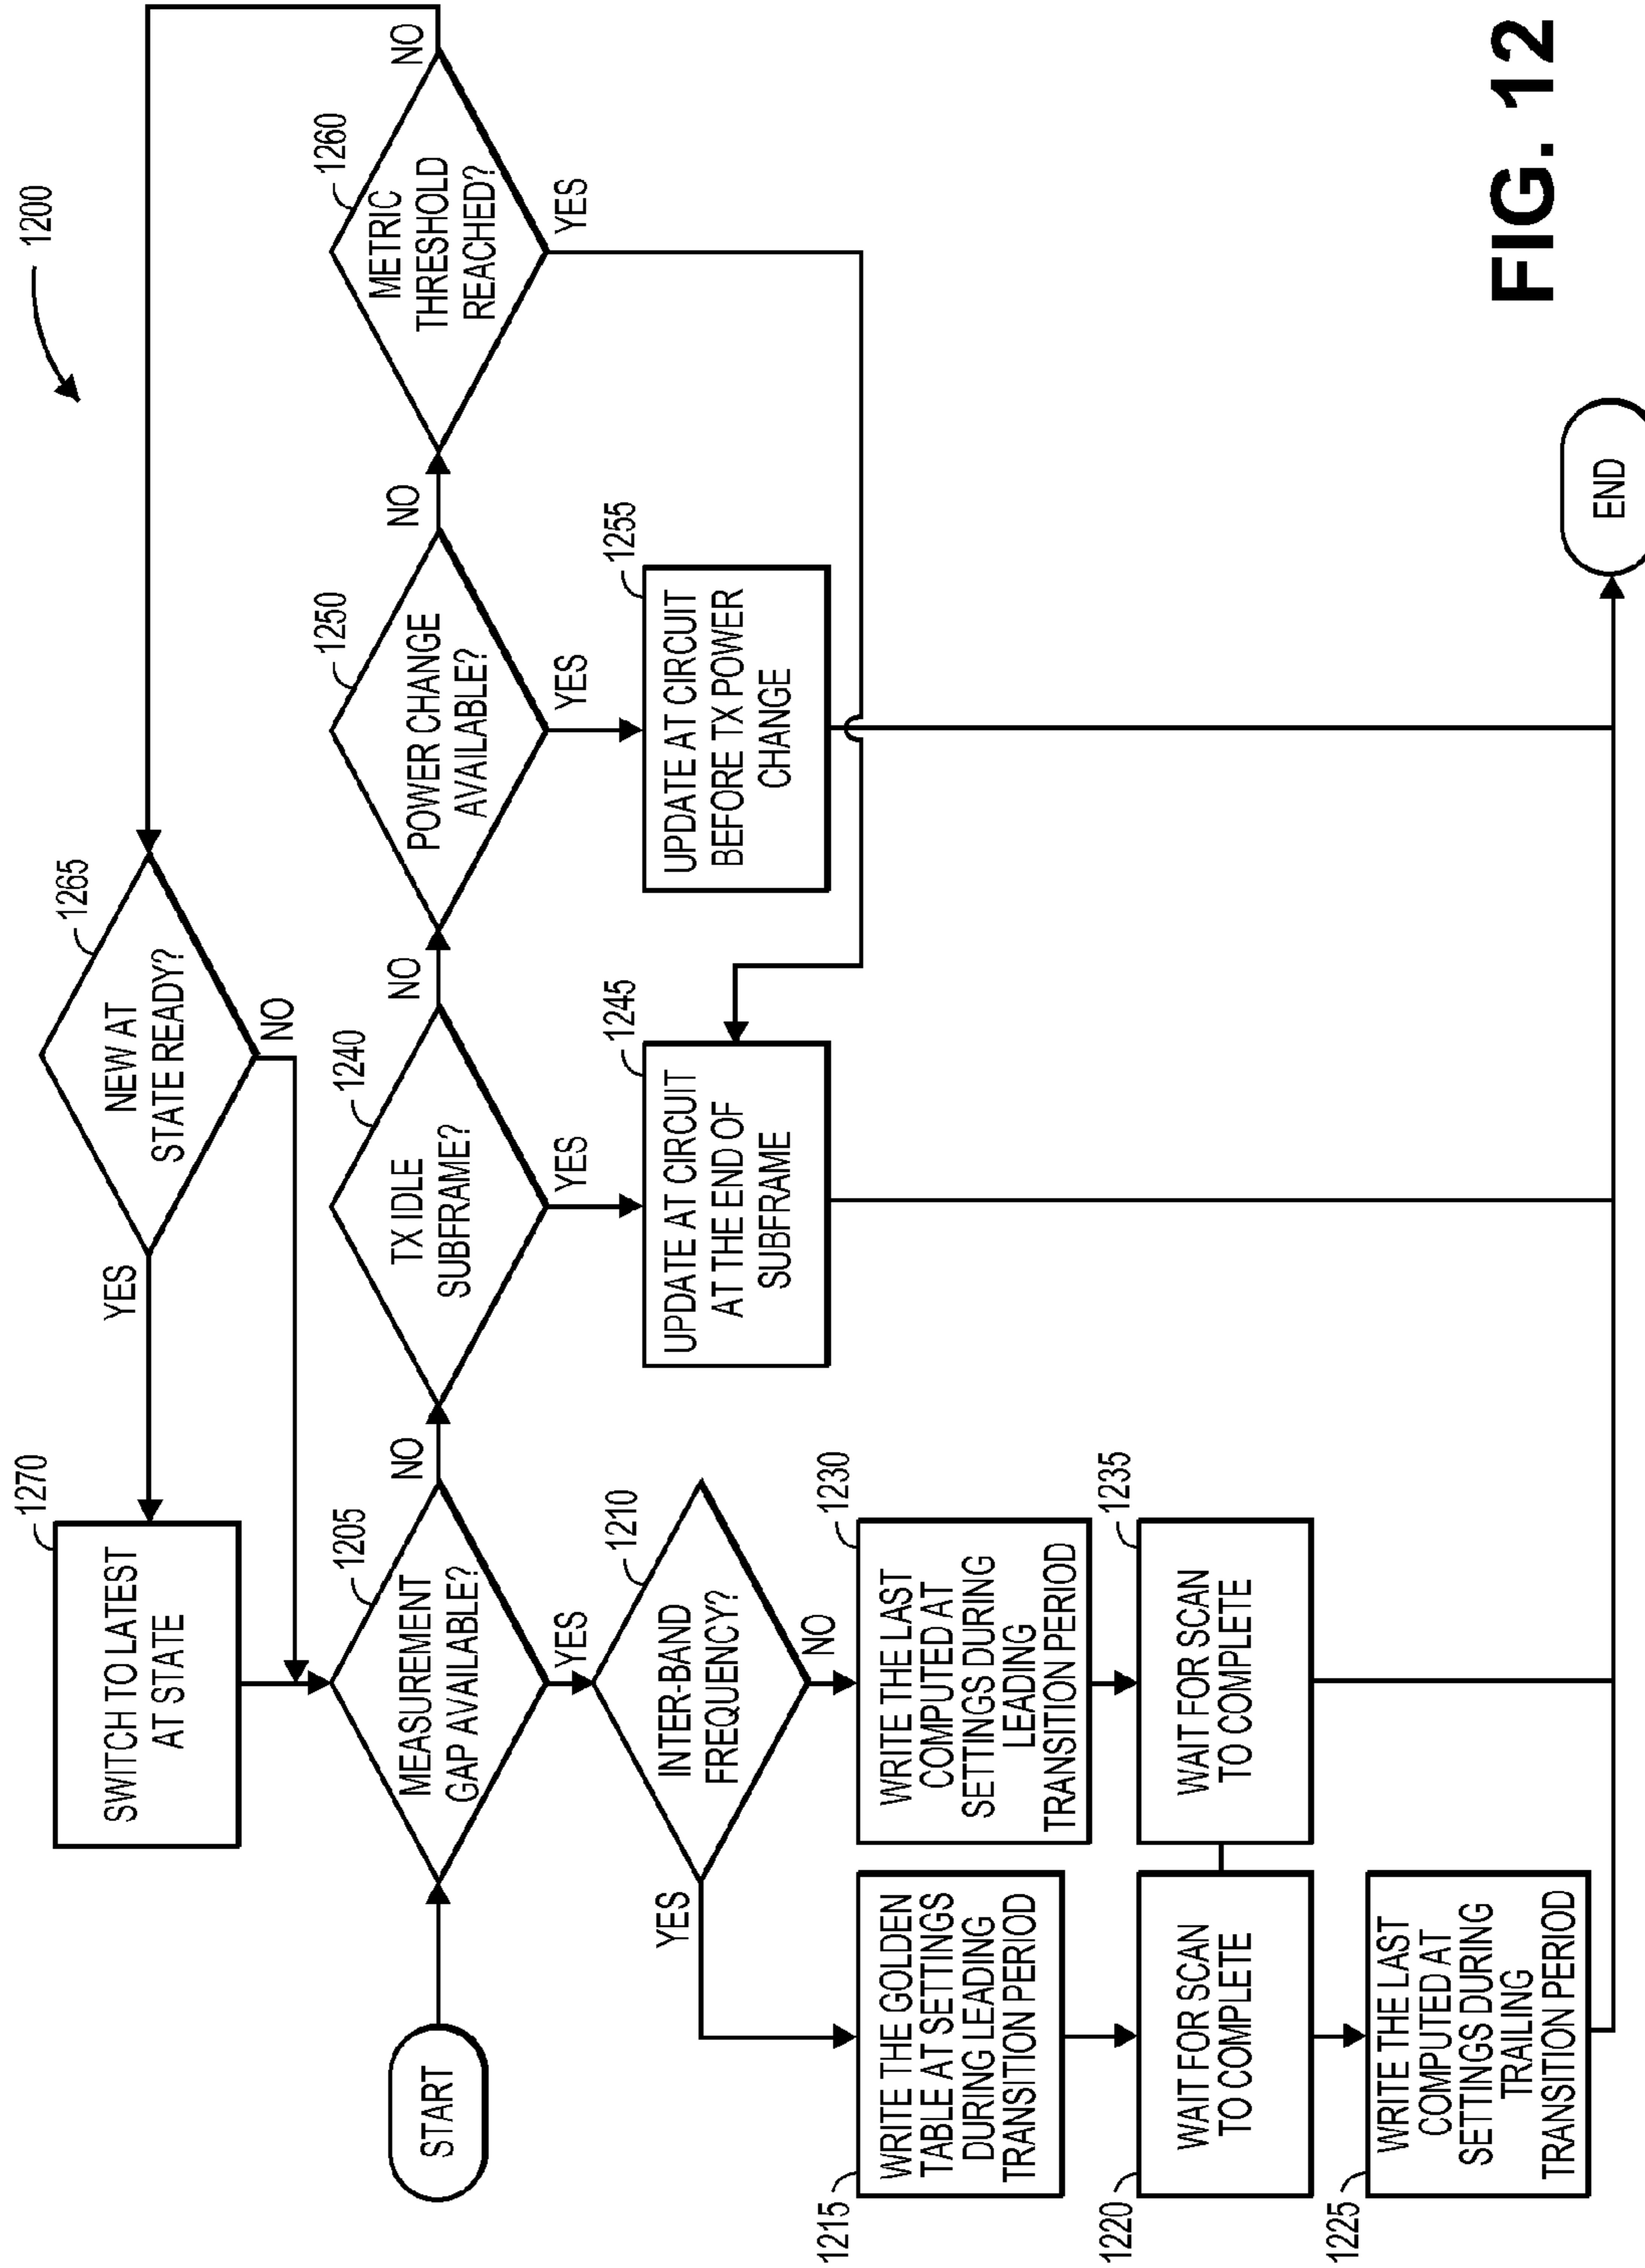 1200
1270
SWITCH TO LATEST
AT STATE
YES
1265
NEW AT
STATE READY?
NO
START
1205
MEASUREMENT
GAP AVAILABLE?
NO
YES
1240
TX IDLE
SUBFRAME?
NO
YES
1250
POWER CHANGE
AVAILABLE?
NO
YES
1260
METRIC
THRESHOLD
REACHED?
NO
YES
1210
INTER-BAND
FREQUENCY?
YES
NO
1245
UPDATE AT CIRCUIT
AT THE END OF
SUBFRAME
1255
UPDATE AT CIRCUIT
BEFORE TX POWER
CHANGE
1215
WRITE THE GOLDEN
TABLE AT SETTINGS
DURING LEADING
TRANSITION PERIOD
1230
WRITE THE LAST
COMPUTED AT
SETTINGS DURING
LEADING
TRANSITION PERIOD
1220
WAIT FOR SCAN
TO COMPLETE
1235
WAIT FOR SCAN
TO COMPLETE
1225
WRITE THE LAST
COMPUTED AT
SETTINGS DURING
TRAILING
TRANSITION PERIOD
END
FIG. 12